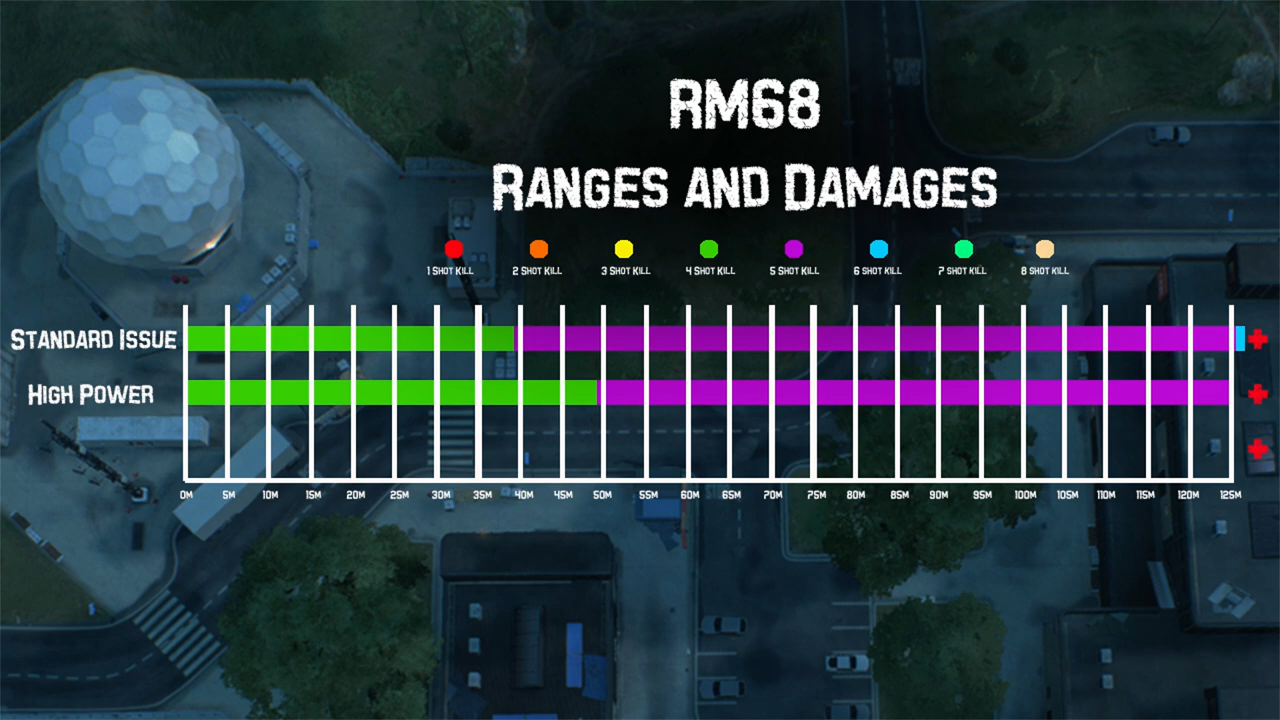 RM68
Ranges and Damages
1 Shot Kill 2 Shot Kill 3 Shot Kill 4 Shot Kill 5 Shot Kill 6 Shot Kill 7 Shot Kill 8 Shot Kill
Standard Issue
High Power
0m 5m 10m 15m 20m 25m 30m 35m 40m 45m 50m 55m 60m 65m 70m 75m 80m 85m 90m 95m 100m 105m 110m 115m 120m 125m